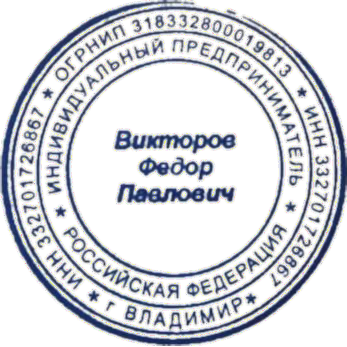 ИНН 332701726867 * ОГРНИП 318332800019813 * ИНН 332701726867 * г ВЛАДИМИР *
ИНДИВИДУАЛЬНЫЙ ПРЕДПРИНИМАТЕЛЬ * РОССИЙСКАЯ ФЕДЕРАЦИЯ *
Викторов
Федор
Павлович